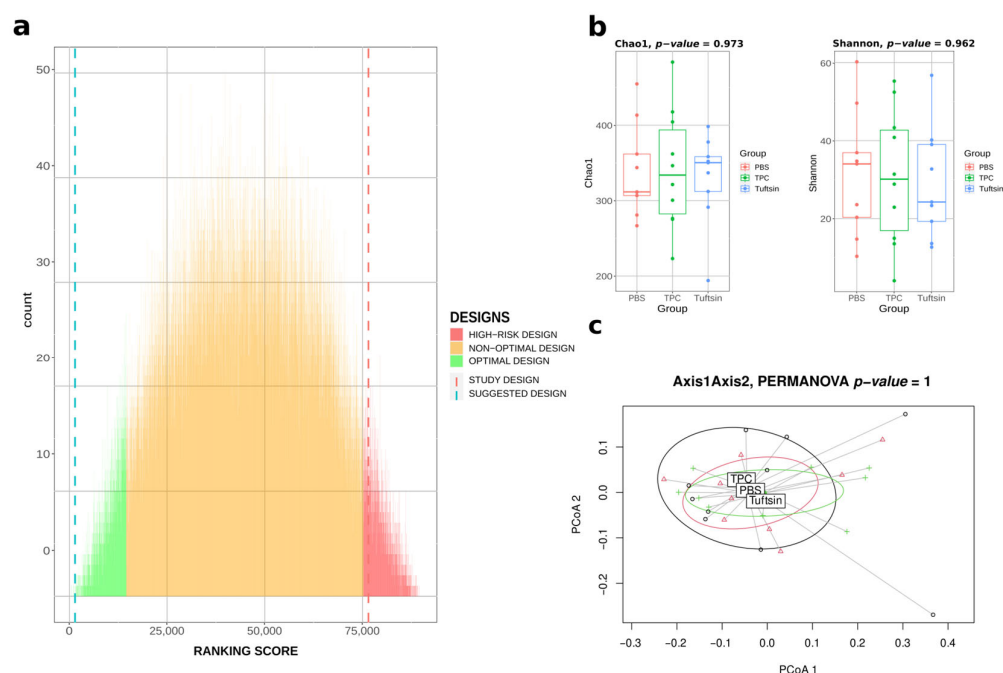 a
50
40
30
20
10
0
count
0
25,000
50,000
75,000
RANKING SCORE
DESIGNS
HIGH−RISK DESIGN
NON−OPTIMAL DESIGN
OPTIMAL DESIGN
STUDY DESIGN
SUGGESTED DESIGN
b
Chao1, p−value = 0.973
400
300
200
Chao1
PBS
TPC
Tuftsin
Group
Group
PBS
TPC
Tuftsin
Shannon, p−value = 0.962
60
40
20
Shannon
PBS
TPC
Tuftsin
Group
Group
PBS
TPC
Tuftsin
c
Axis1Axis2, PERMANOVA p−value = 1
0.1
0.0
−0.1
−0.2
PCoA 2
TPC
PBS
Tuftsin
−0.3
−0.2
−0.1
0.0
0.1
0.2
0.3
0.4
PCoA 1